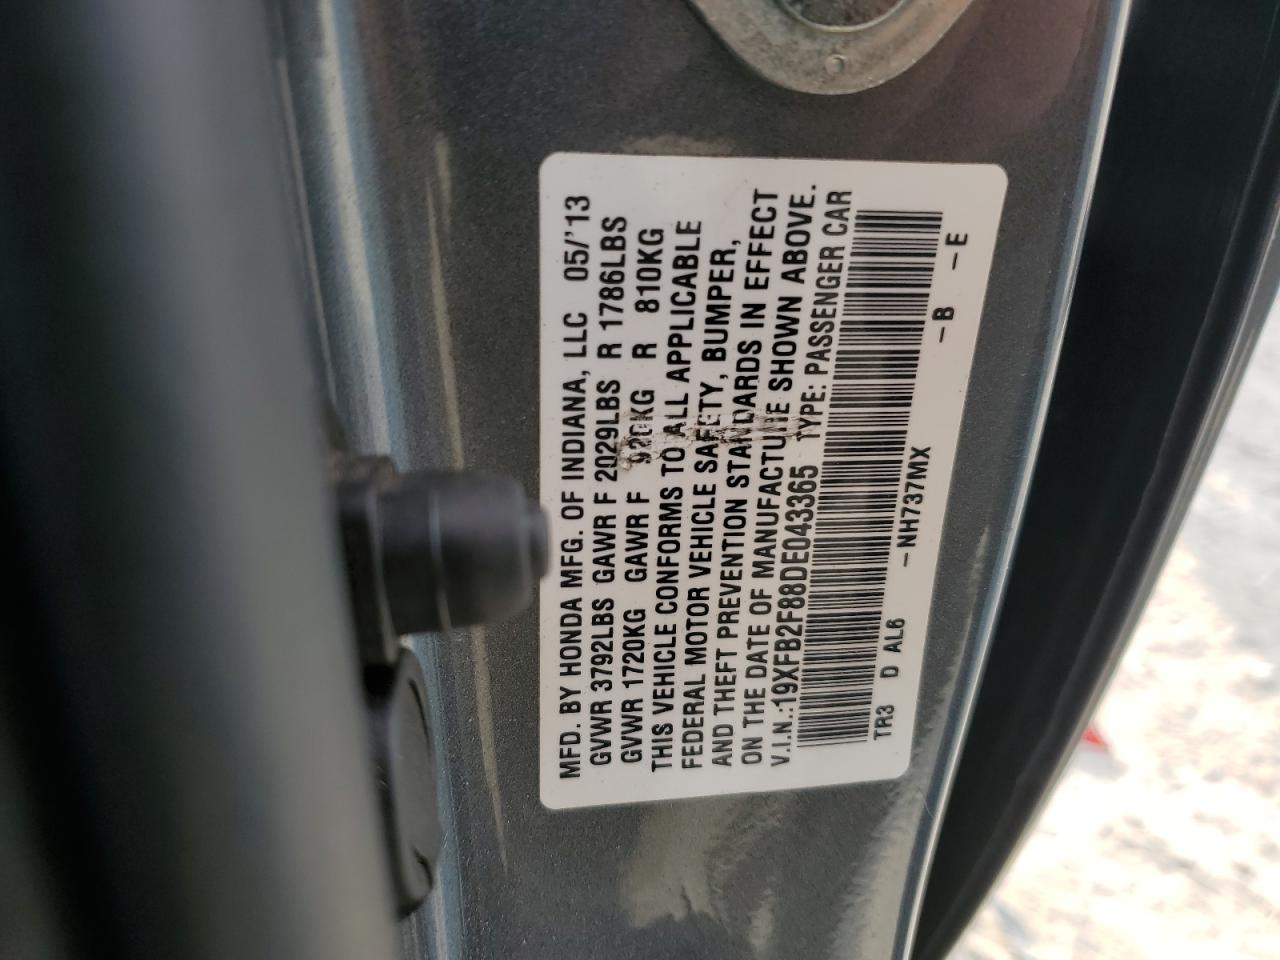 MFD. BY HONDA MFG. OF INDIANA, LLC 05/'13
GVWR 3792LBS GAWR F 2029LBS R 1786LBS
GVWR 1720KG GAWR F 920KG R 810KG
THIS VEHICLE CONFORMS TO ALL APPLICABLE
FEDERAL MOTOR VEHICLE SAFETY, BUMPER,
AND THEFT PREVENTION STANDARDS IN EFFECT
ON THE DATE OF MANUFACTURE SHOWN ABOVE.
V.I.N.:19XFB2F88DE043365 TYPE: PASSENGER CAR
TR3 D AL6 -NH737MX -B -E